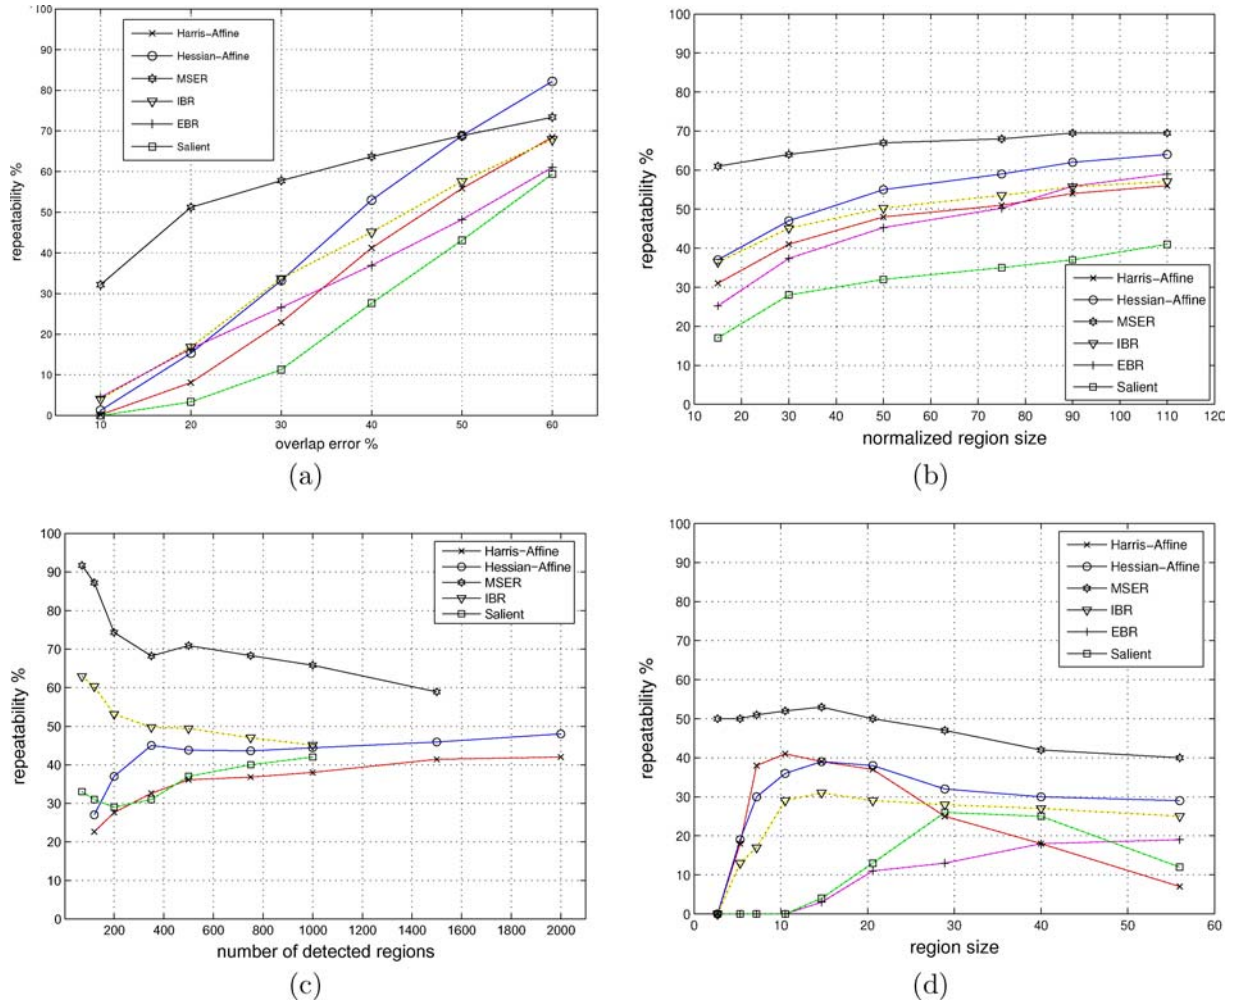 100
90
80
70
60
50
40
30
20
10
0
repeatability %
Harris-Affine
Hessian-Affine
MSER
IBR
EBR
Salient
10 20 30 40 50 60
overlap error %
(a)
100
90
80
70
60
50
40
30
20
10
0
repeatability %
Harris-Affine
Hessian-Affine
MSER
IBR
EBR
Salient
10 20 30 40 50 60 70 80 90 100 110 120
normalized region size
(b)
100
90
80
70
60
50
40
30
20
10
0
repeatability %
Harris-Affine
Hessian-Affine
MSER
IBR
Salient
200 400 600 800 1000 1200 1400 1600 1800 2000
number of detected regions
(c)
100
90
80
70
60
50
40
30
20
10
0
repeatability %
Harris-Affine
Hessian-Affine
MSER
IBR
EBR
Salient
0 10 20 30 40 50 60
region size
(d)